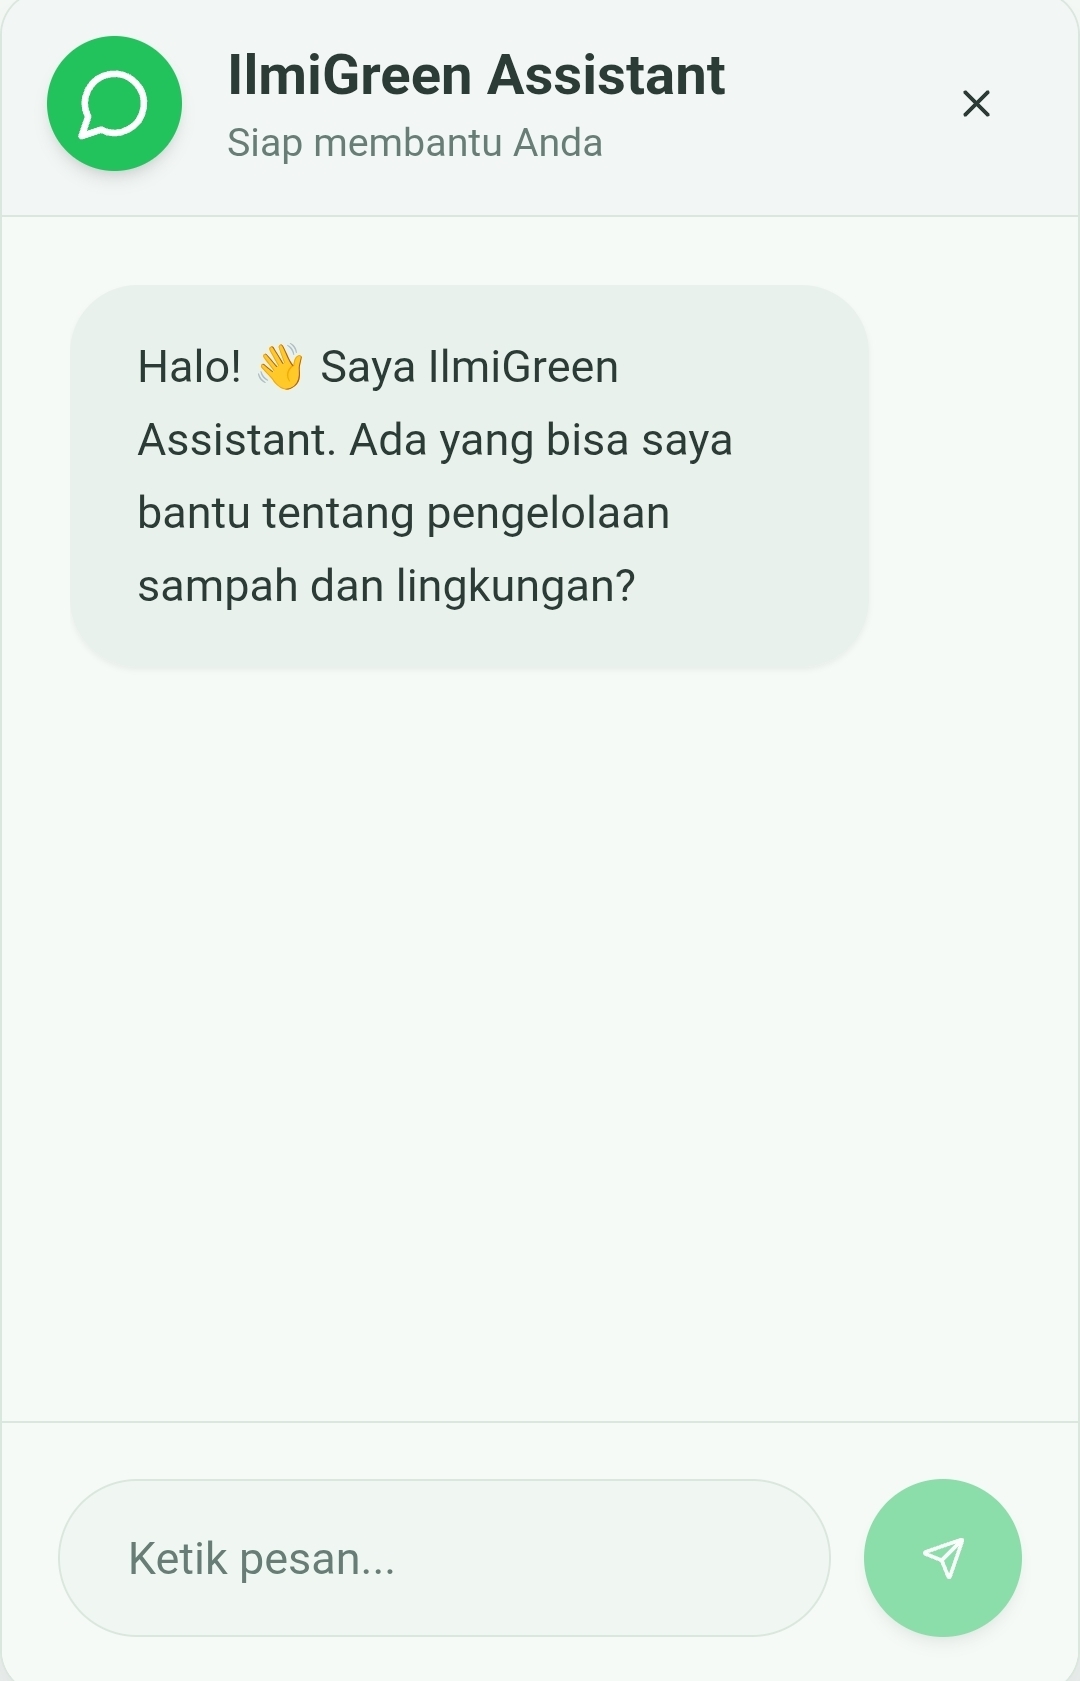 IlmiGreen Assistant
Siap membantu Anda
Halo! 👋 Saya IlmiGreen
Assistant. Ada yang bisa saya
bantu tentang pengelolaan
sampah dan lingkungan?
Ketik pesan...